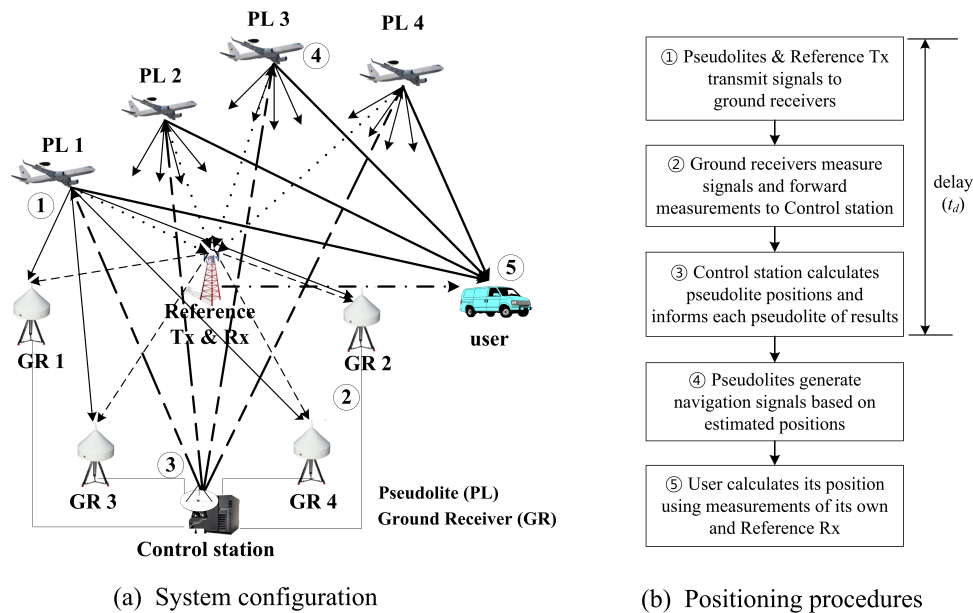 PL 3
PL 4
④
PL 2
PL 1
①
⑤
Reference
Tx & Rx
user
GR 1
GR 2
②
③
GR 3
GR 4
Pseudolite (PL)
Ground Receiver (GR)
Control station
(a) System configuration
① Pseudolites & Reference Tx
transmit signals to
ground receivers
② Ground receivers measure
signals and forward
measurements to Control station
delay
(td)
③ Control station calculates
pseudolite positions and
informs each pseudolite of results
④ Pseudolites generate
navigation signals based on
estimated positions
⑤ User calculates its position
using measurements of its own
and Reference Rx
(b) Positioning procedures